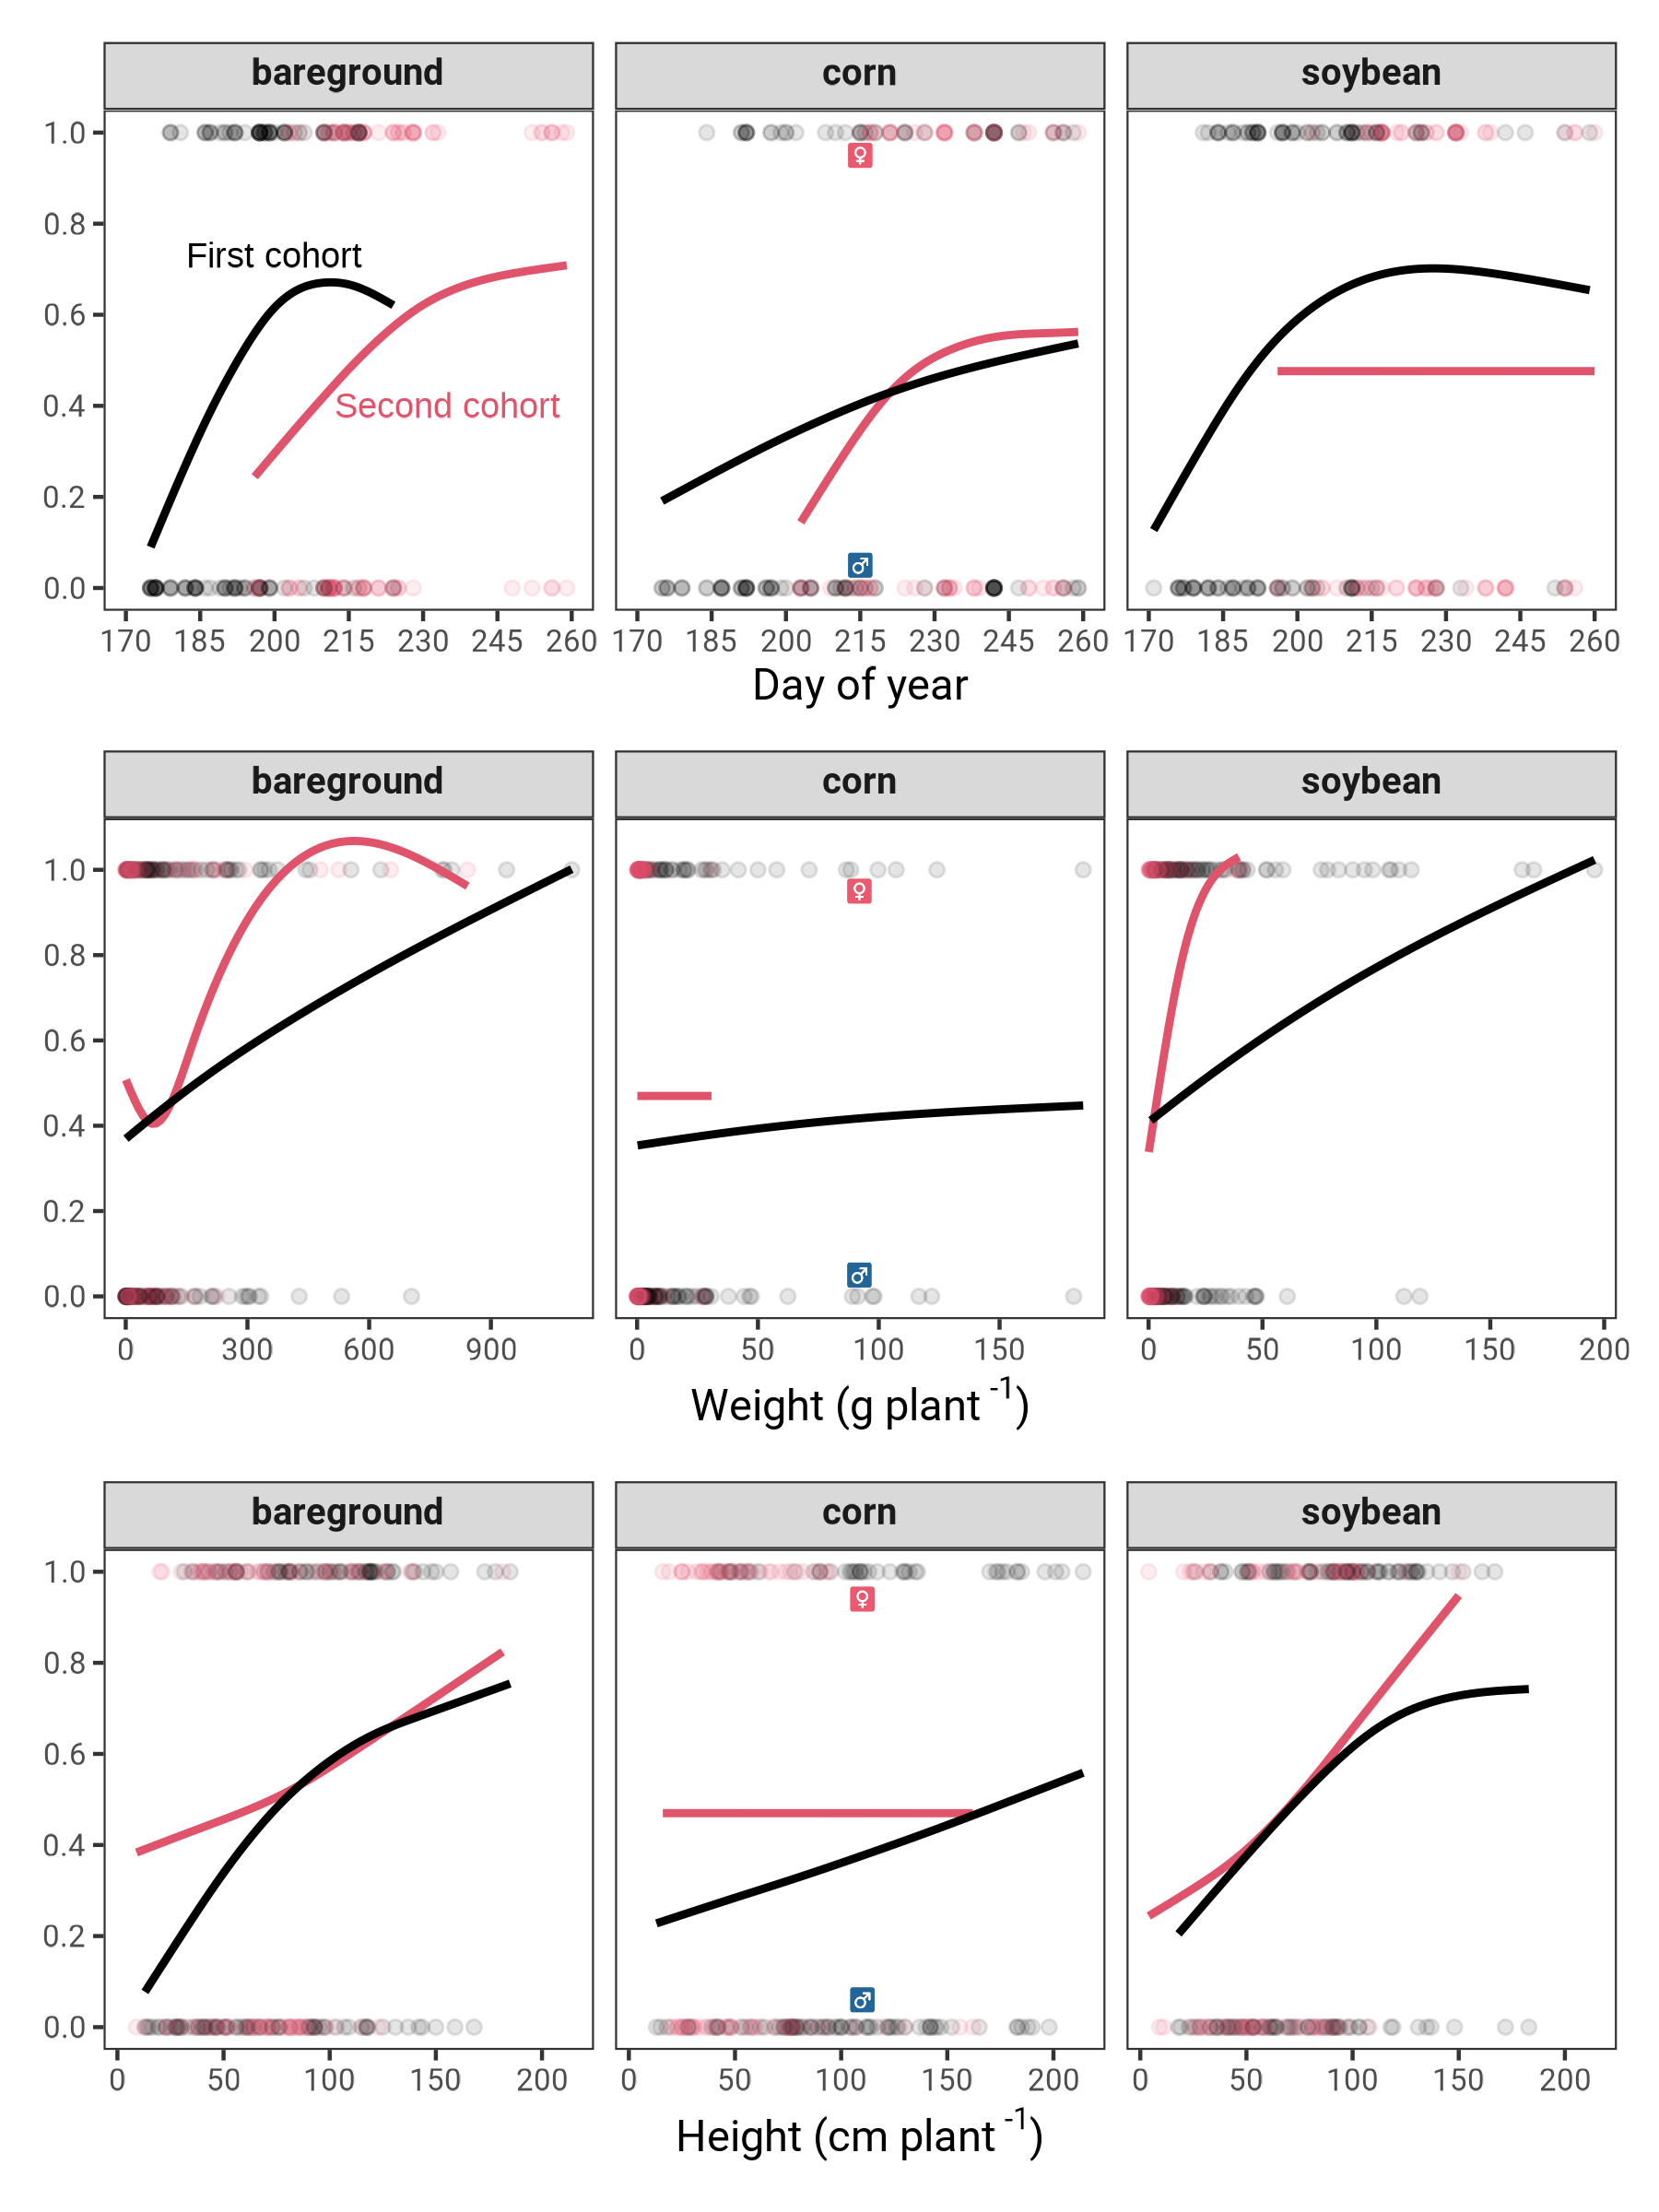 bareground corn soybean
1.0 ♀
0.8
First cohort
0.6
0.4 Second cohort
0.2
♂
0.0
170 185 200 215 230 245 260 170 185 200 215 230 245 260 170 185 200 215 230 245 260
Day of year
bareground corn soybean
1.0
♀
0.8
0.6
0.4
0.2
♂
0.0
0 300 600 900 0 50 100 150 0 50 100 150 200
Weight (g plant -1)
bareground corn soybean
1.0
♀
0.8
0.6
0.4
0.2
♂
0.0
0 50 100 150 200 0 50 100 150 200 0 50 100 150 200
Height (cm plant -1)